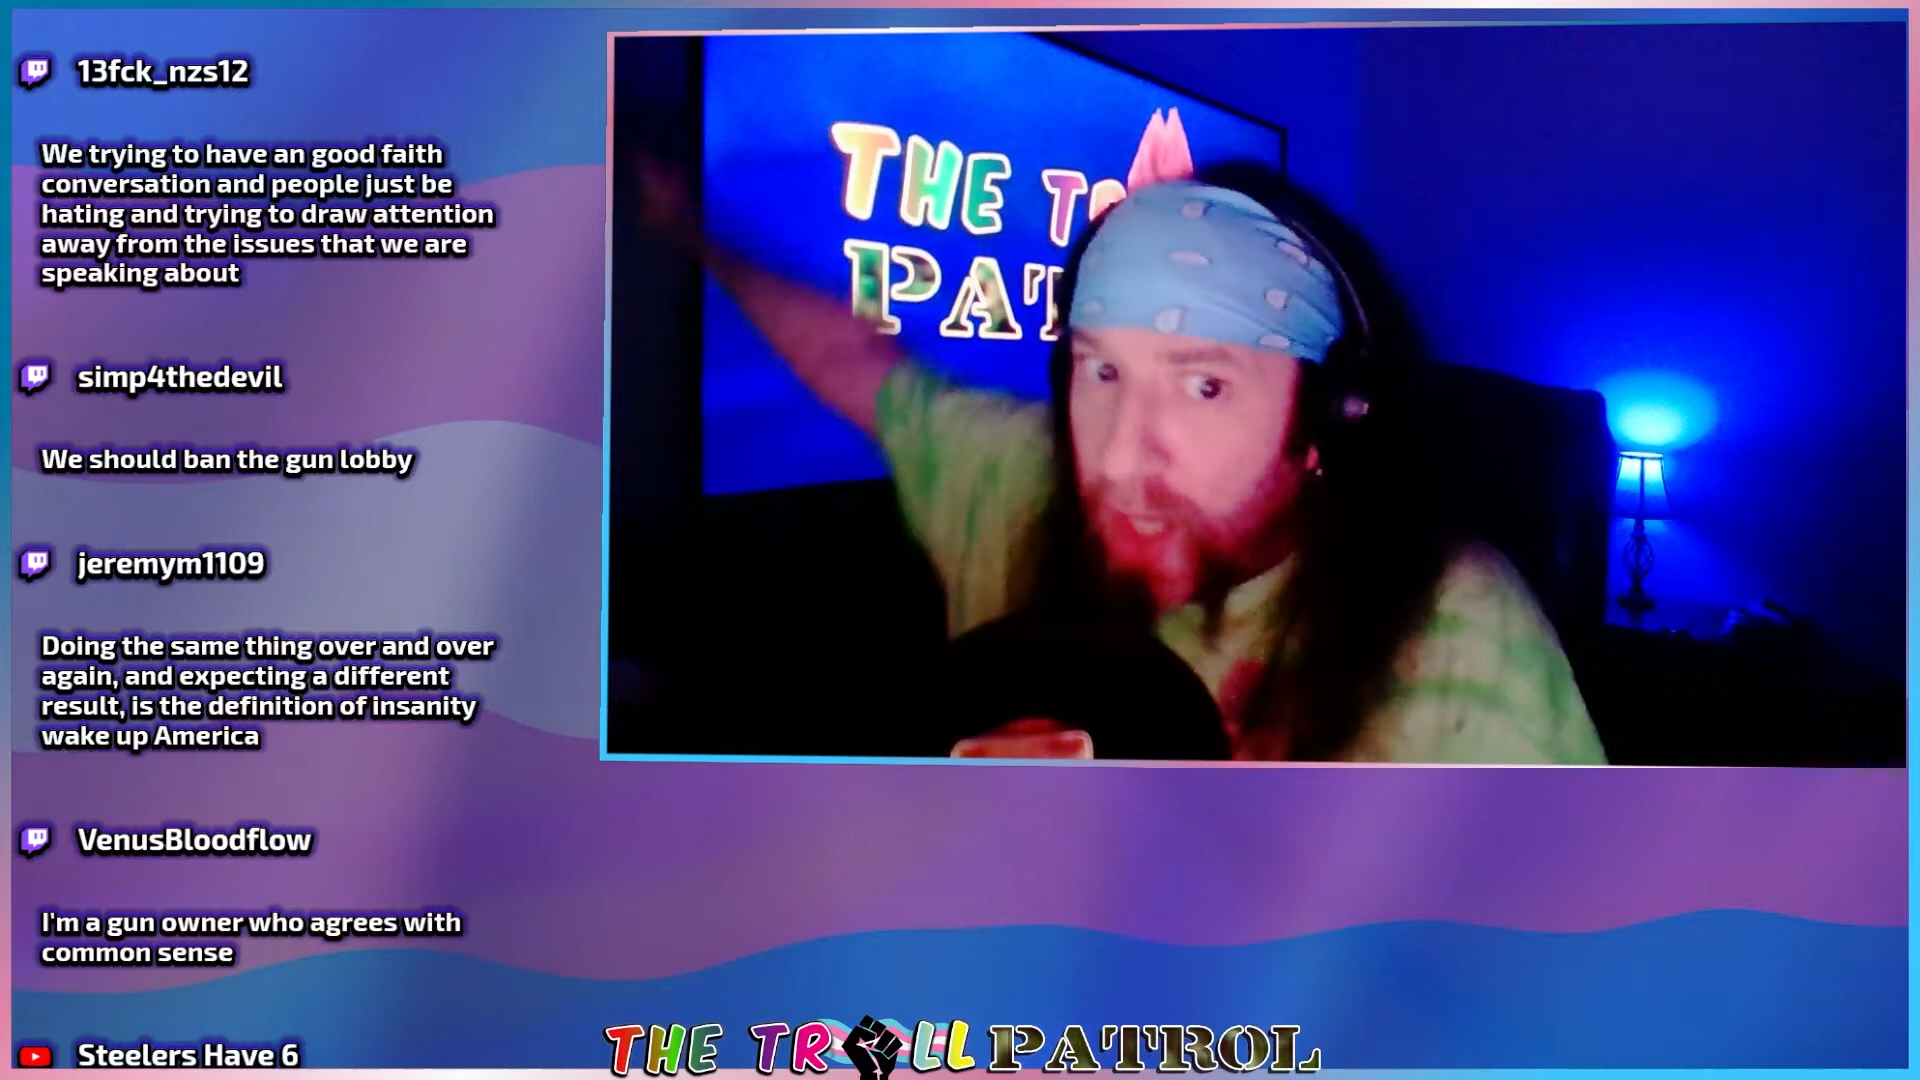 13fck_nzs12
We trying to have an good faith
conversation and people just be
hating and trying to draw attention
away from the issues that we are
speaking about
simp4thedevil
We should ban the gun lobby
jeremym1109
Doing the same thing over and over
again, and expecting a different
result, is the definition of insanity
wake up America
VenusBloodflow
I'm a gun owner who agrees with
common sense
Steelers Have 6
THE TR
PAT
THE TROLL PATROL